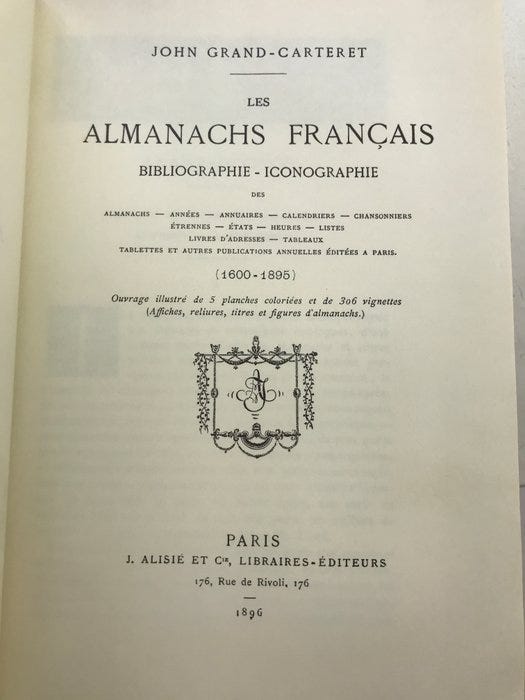 JOHN GRAND-CARTERET
LES
ALMANACHS FRANÇAIS
BIBLIOGRAPHIE - ICONOGRAPHIE
DES
ALMANACHS — ANNÉES — ANNUAIRES — CALENDRIERS — CHANSONNIERS
ÉTRENNES — ÉTATS — HEURES — LISTES
LIVRES D'ADRESSES — TABLEAUX
TABLETTES ET AUTRES PUBLICATIONS ANNUELLES ÉDITÉES A PARIS.
(1600-1895)
Ouvrage illustré de 5 planches coloriées et de 306 vignettes
(Affiches, reliures, titres et figures d'almanachs.)
PARIS
J. ALISIÉ ET Cie, LIBRAIRES-ÉDITEURS
176, Rue de Rivoli, 176
1896